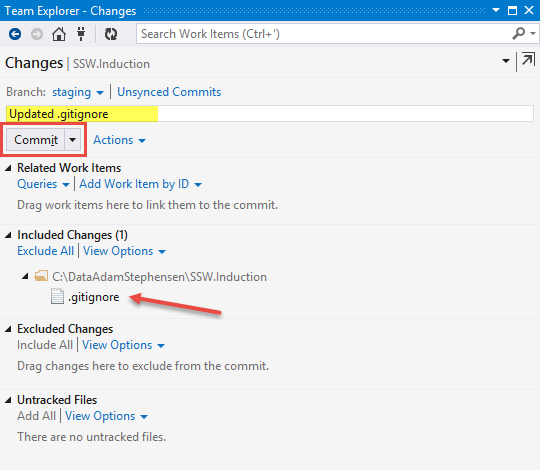 Team Explorer - Changes
Search Work Items (Ctrl+')
Changes | SSW.Induction
Branch: staging | Unsynced Commits
Updated .gitignore
Commit Actions
Related Work Items
Queries | Add Work Item by ID
Drag work items here to link them to the commit.
Included Changes (1)
Exclude All | View Options
C:\DataAdamStephensen\SSW.Induction
.gitignore
Excluded Changes
Include All | View Options
Drag changes here to exclude from the commit.
Untracked Files
Add All | View Options
There are no untracked files.